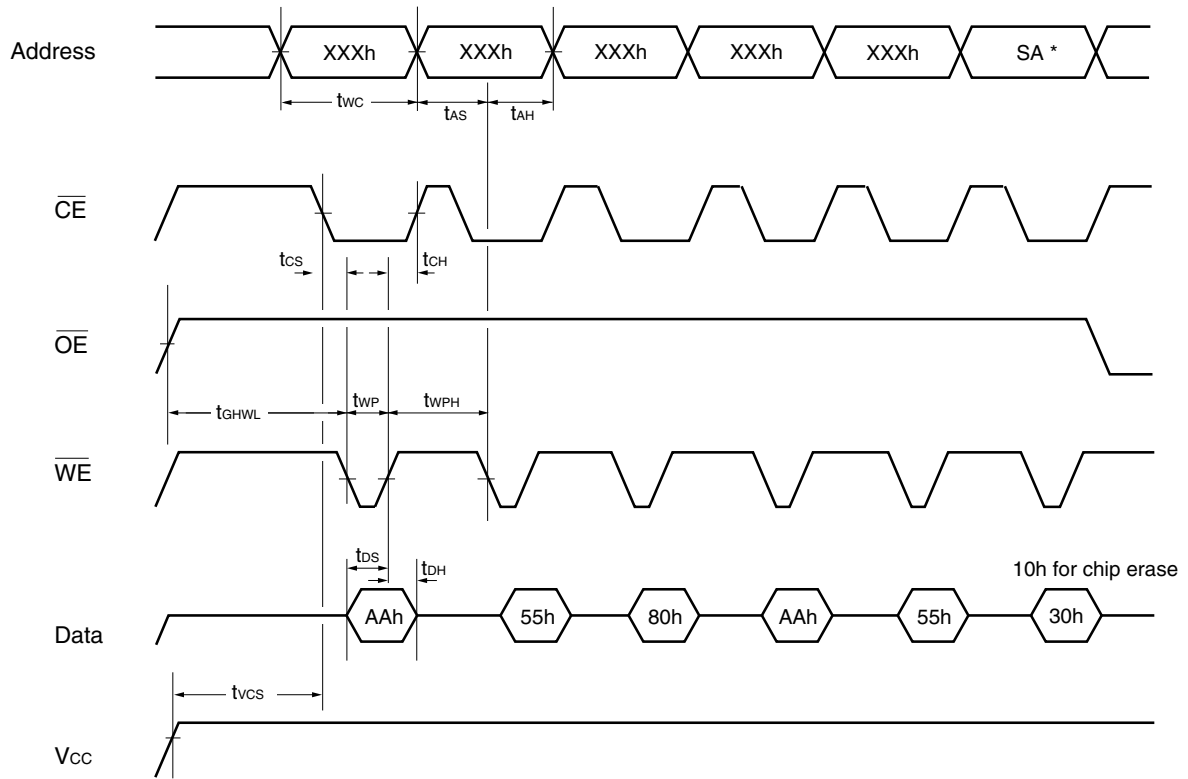 Address XXXh XXXh XXXh XXXh XXXh SA *
tWC tAS tAH
CE
tCS tCH
OE
tGHWL tWP tWPH
WE
tDS tDH
10h for chip erase
Data AAh 55h 80h AAh 55h 30h
tVCS
VCC